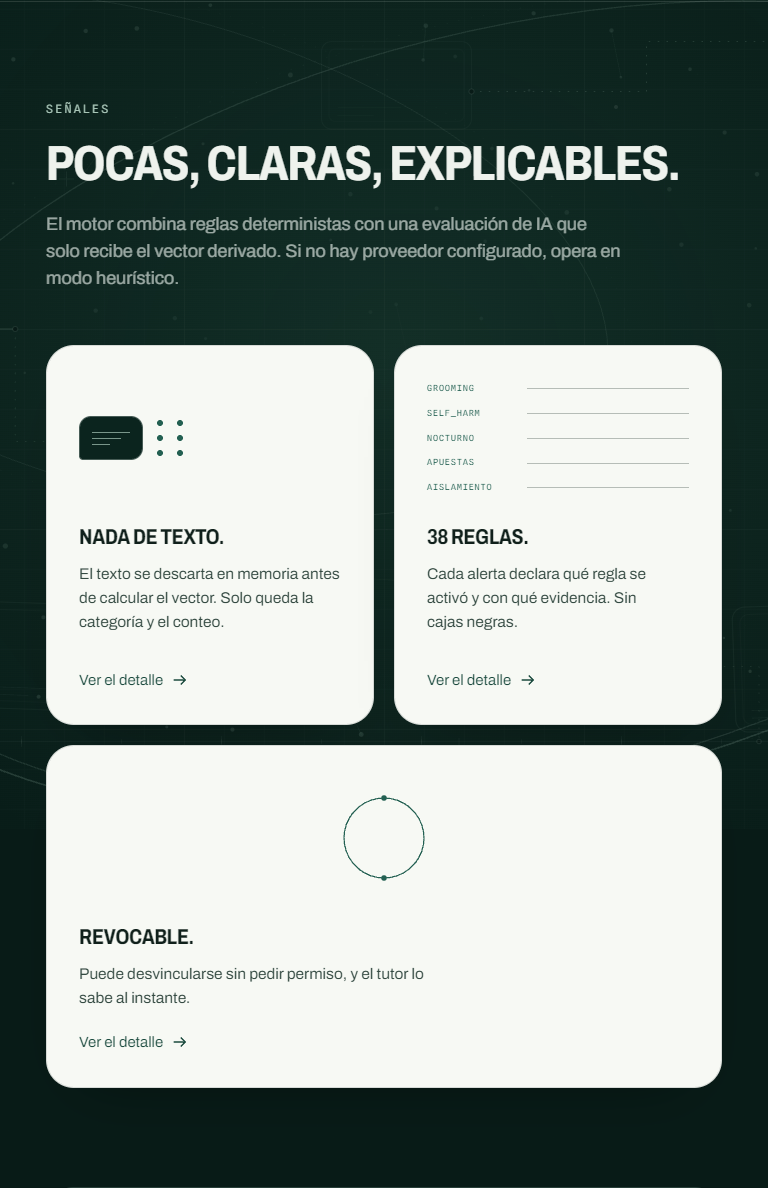 SEÑALES
POCAS, CLARAS, EXPLICABLES.
El motor combina reglas deterministas con una evaluación de IA que
solo recibe el vector derivado. Si no hay proveedor configurado, opera en
modo heurístico.
NADA DE TEXTO.
El texto se descarta en memoria antes
de calcular el vector. Solo queda la
categoría y el conteo.
Ver el detalle →
GROOMING
SELF_HARM
NOCTURNO
APUESTAS
AISLAMIENTO
38 REGLAS.
Cada alerta declara qué regla se
activó y con qué evidencia. Sin
cajas negras.
Ver el detalle →
REVOCABLE.
Puede desvincularse sin pedir permiso, y el tutor lo
sabe al instante.
Ver el detalle →